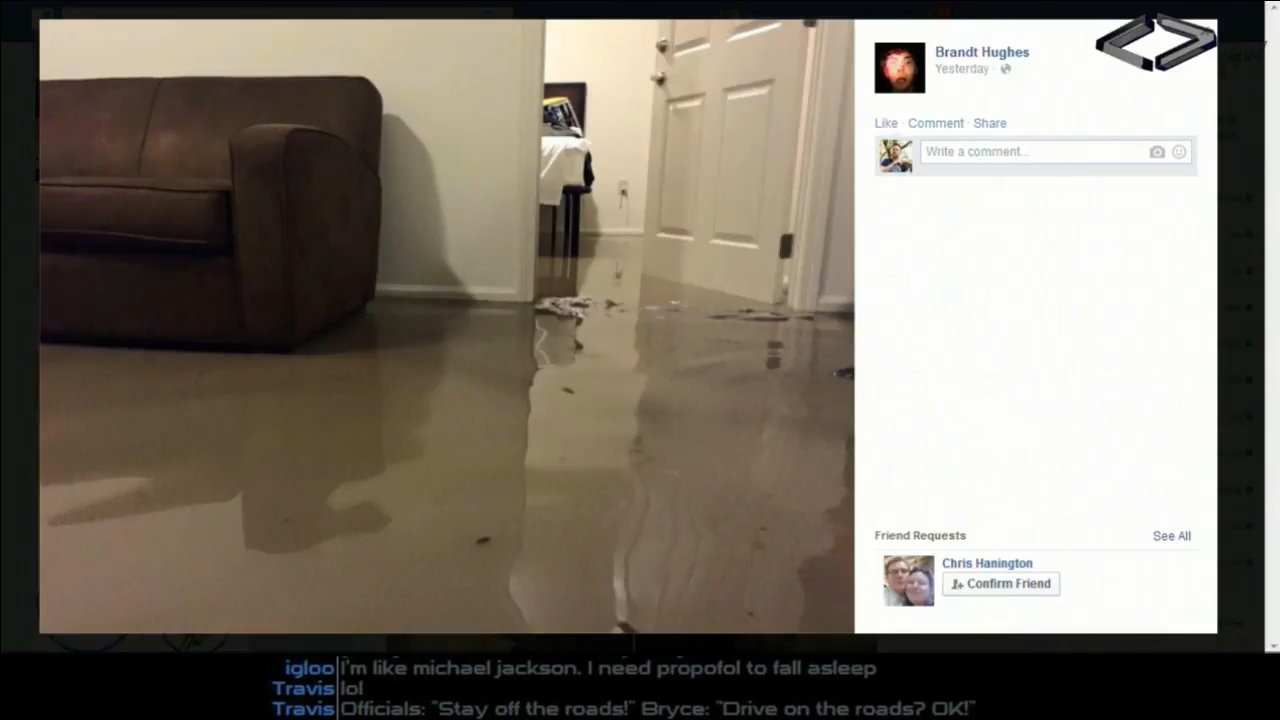 Brandt Hughes
Yesterday ·
Like · Comment · Share
Write a comment...
Friend Requests See All
Chris Hanington
Confirm Friend
igloo I'm like michael jackson. I need propofol to fall asleep
Travis lol
Travis Officials: "Stay off the roads!" Bryce: "Drive on the roads? OK!"